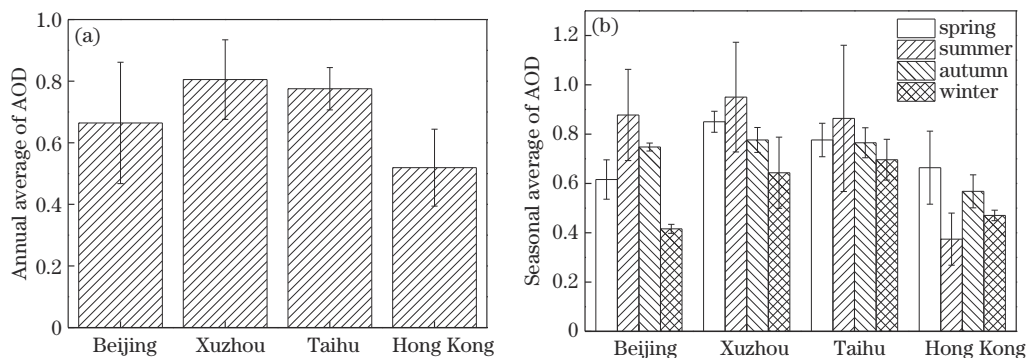 (a)
1.0
0.8
0.6
0.4
0.2
0
Annual average of AOD
Beijing Xuzhou Taihu Hong Kong
(b)
spring
summer
autumn
winter
1.2
1.0
0.8
0.6
0.4
0.2
0
Seasonal average of AOD
Beijing Xuzhou Taihu Hong Kong